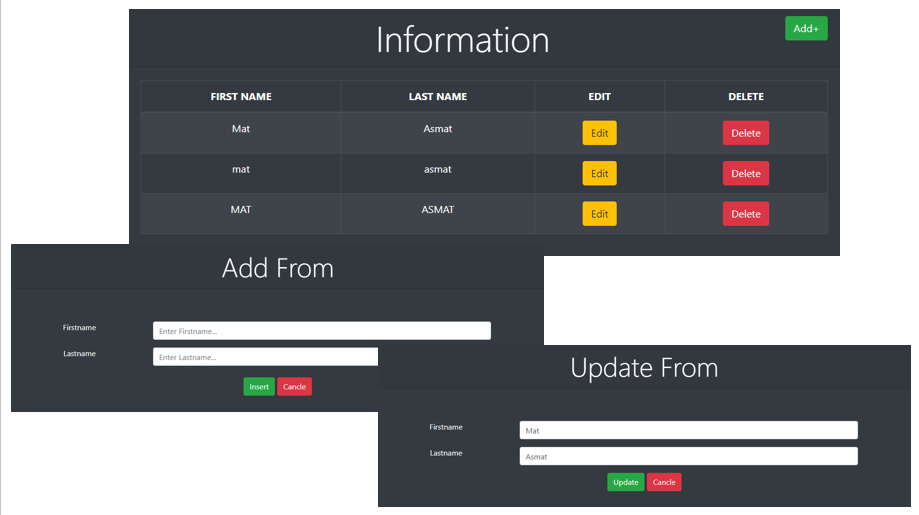 Information
Add+
FIRST NAME LAST NAME EDIT DELETE
Mat Asmat Edit Delete
mat asmat Edit Delete
MAT ASMAT Edit Delete
Add From
Firstname Enter Firstname...
Lastname Enter Lastname...
Insert Cancle
Update From
Firstname Mat
Lastname Asmat
Update Cancle